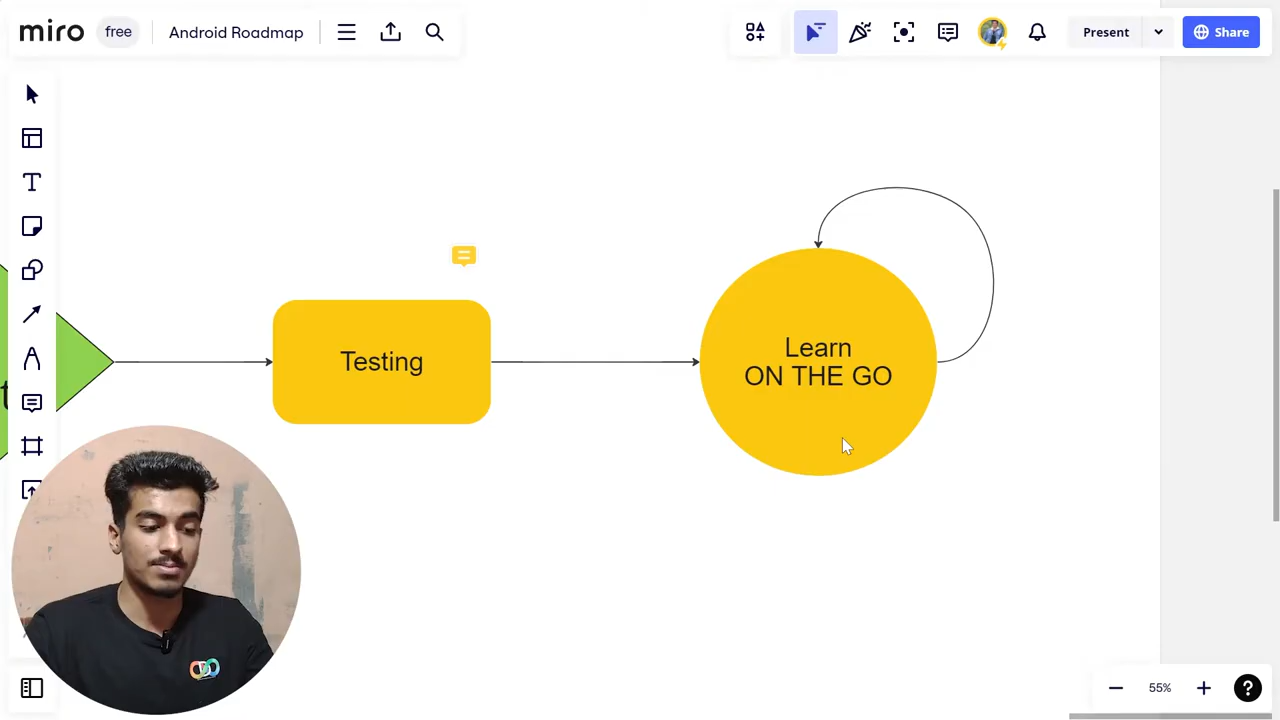 miro free Android Roadmap Present Share
Testing
Learn
ON THE GO
t
55%